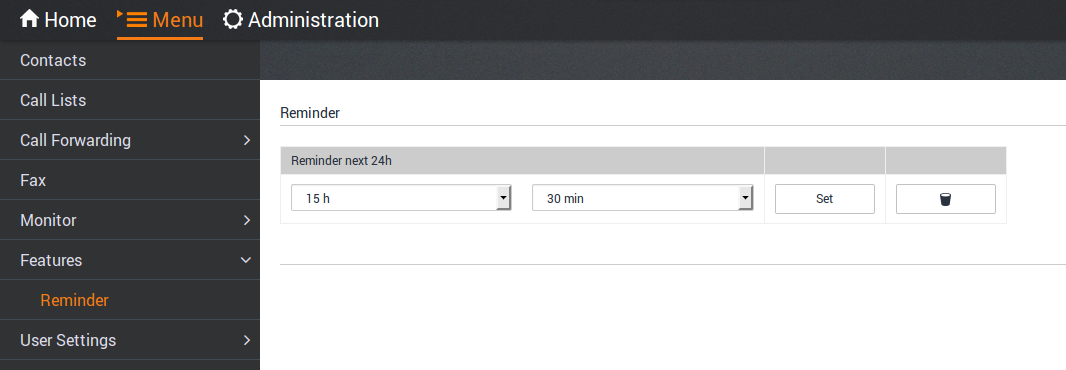 Home Menu Administration
Contacts
Call Lists
Call Forwarding
Fax
Monitor
Features
Reminder
User Settings
Reminder
Reminder next 24h
15 h 30 min Set